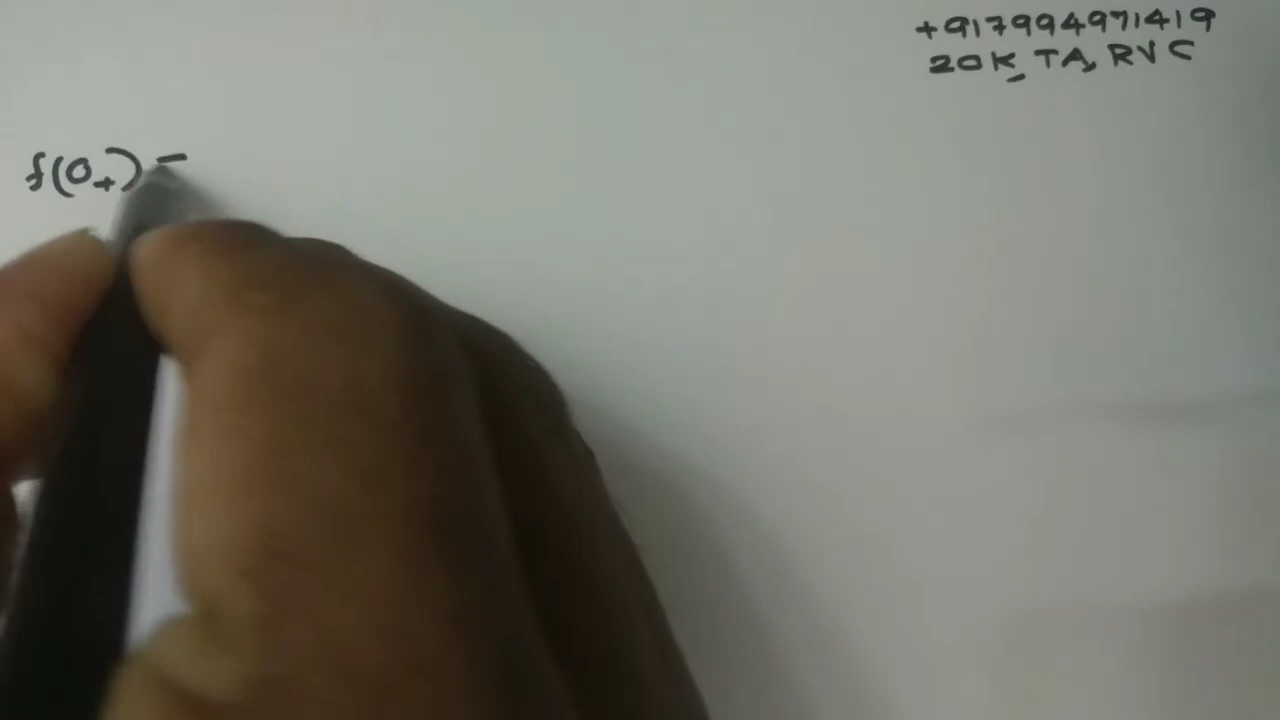 +917994971419
20K, TA, RVC
f(0+) =